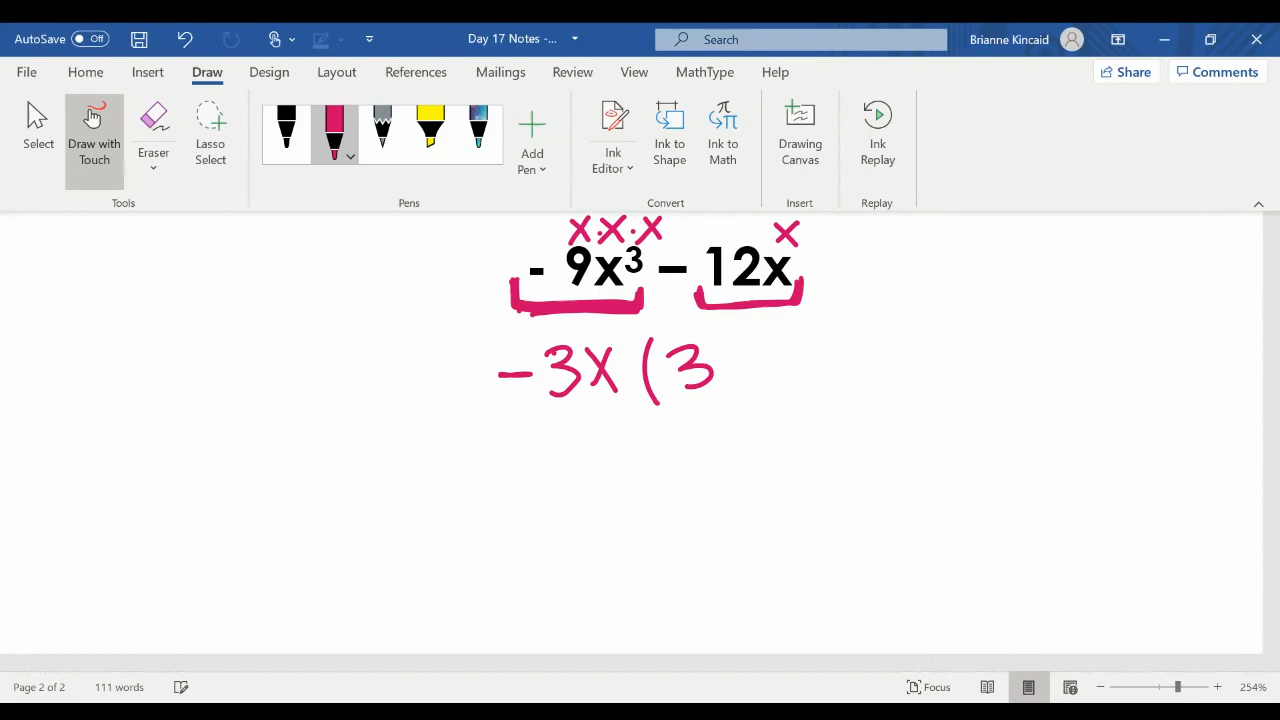 AutoSave Off Day 17 Notes -... Search Brianne Kincaid
File Home Insert Draw Design Layout References Mailings Review View MathType Help Share Comments
Select Draw with Touch Eraser Lasso Select Add Pen Ink Editor Ink to Shape Ink to Math Drawing Canvas Ink Replay
Tools Pens Convert Insert Replay
x·x·x x
- 9x³ – 12x
-3x (3
Page 2 of 2 111 words Focus 254%